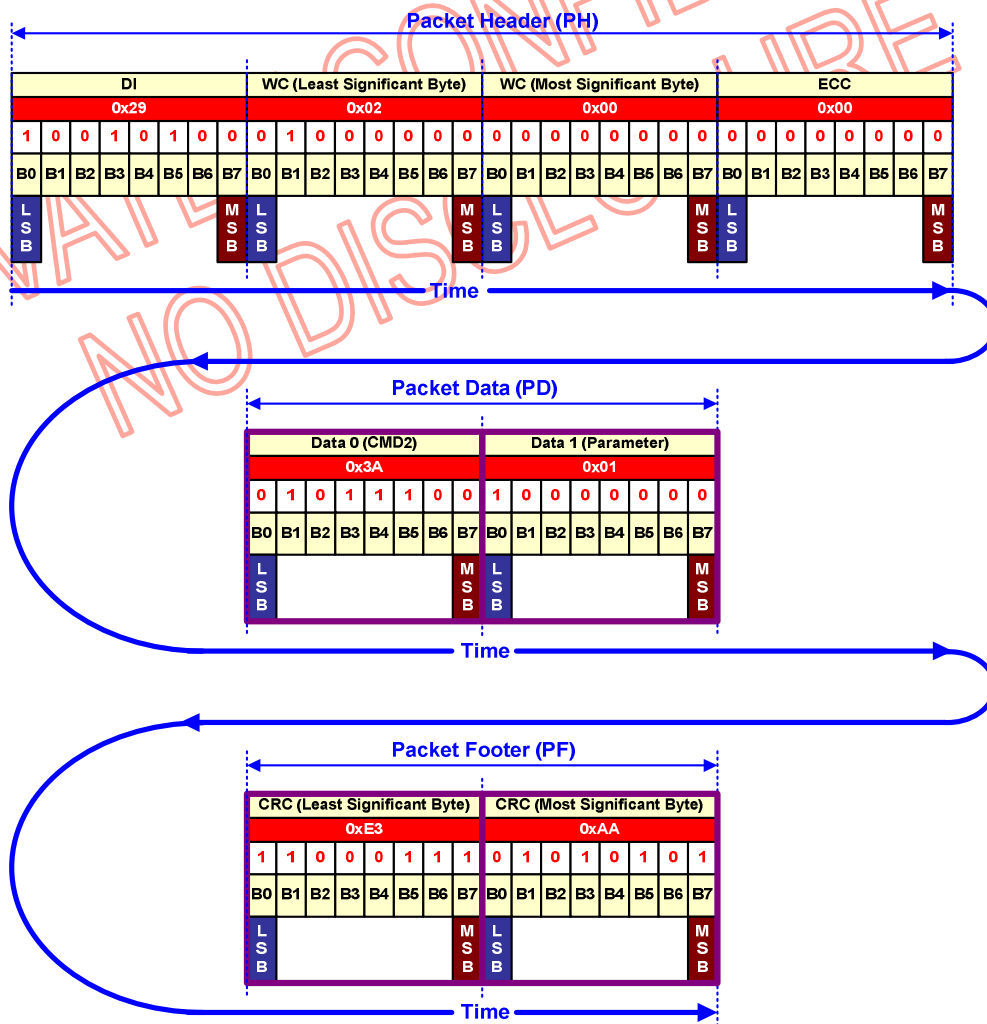 Packet Header (PH)
DI WC (Least Significant Byte) WC (Most Significant Byte) ECC
0x29 0x02 0x00 0x00
1 0 0 1 0 1 0 0 0 1 0 0 0 0 0 0 0 0 0 0 0 0 0 0 0 0 0 0 0 0 0 0
B0 B1 B2 B3 B4 B5 B6 B7 B0 B1 B2 B3 B4 B5 B6 B7 B0 B1 B2 B3 B4 B5 B6 B7 B0 B1 B2 B3 B4 B5 B6 B7
LSB MSB LSB MSB LSB MSB LSB MSB
NO DISCLOSURE
Time
Packet Data (PD)
Data 0 (CMD2) Data 1 (Parameter)
0x3A 0x01
0 1 0 1 1 1 0 0 1 0 0 0 0 0 0 0
B0 B1 B2 B3 B4 B5 B6 B7 B0 B1 B2 B3 B4 B5 B6 B7
LSB MSB LSB MSB
Time
Packet Footer (PF)
CRC (Least Significant Byte) CRC (Most Significant Byte)
0xE3 0xAA
1 1 0 0 0 1 1 1 0 1 0 1 0 1 0 1
B0 B1 B2 B3 B4 B5 B6 B7 B0 B1 B2 B3 B4 B5 B6 B7
LSB MSB LSB MSB
Time